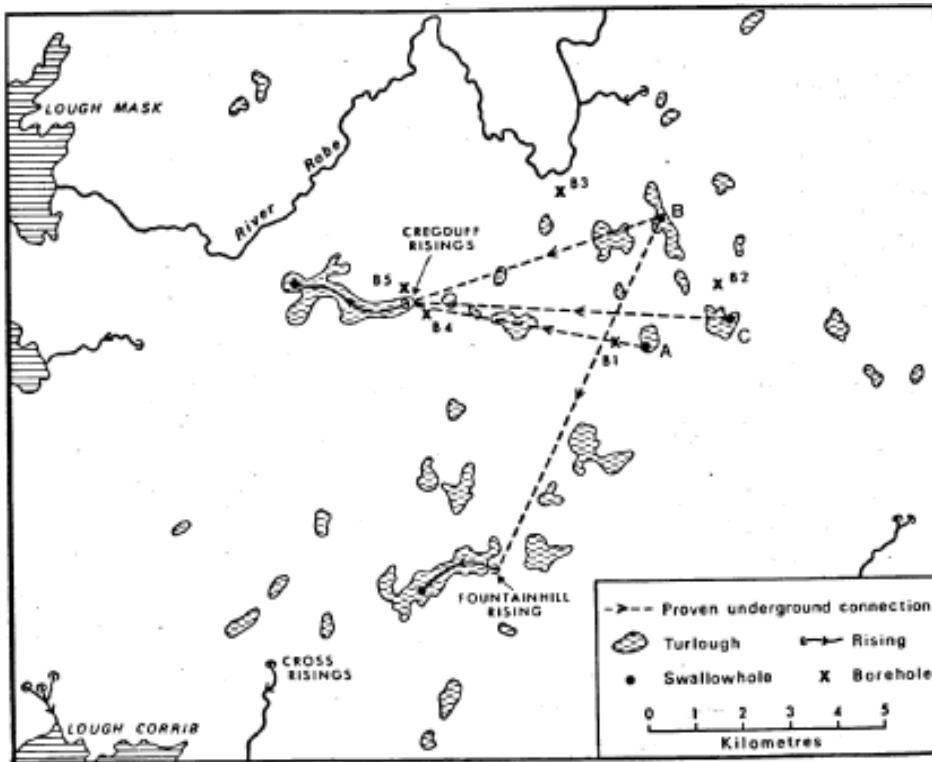 LOUGH MASK
River Robe
B3
B
CREGDUFF
RISINGS
B5
B2
B4
C
A
B1
FOUNTAINHILL
RISING
CROSS
RISINGS
LOUGH CORRIB
Proven underground connection
Turlough
Rising
Swallowhole
X Borehole
0 1 2 3 4 5
Kilometres